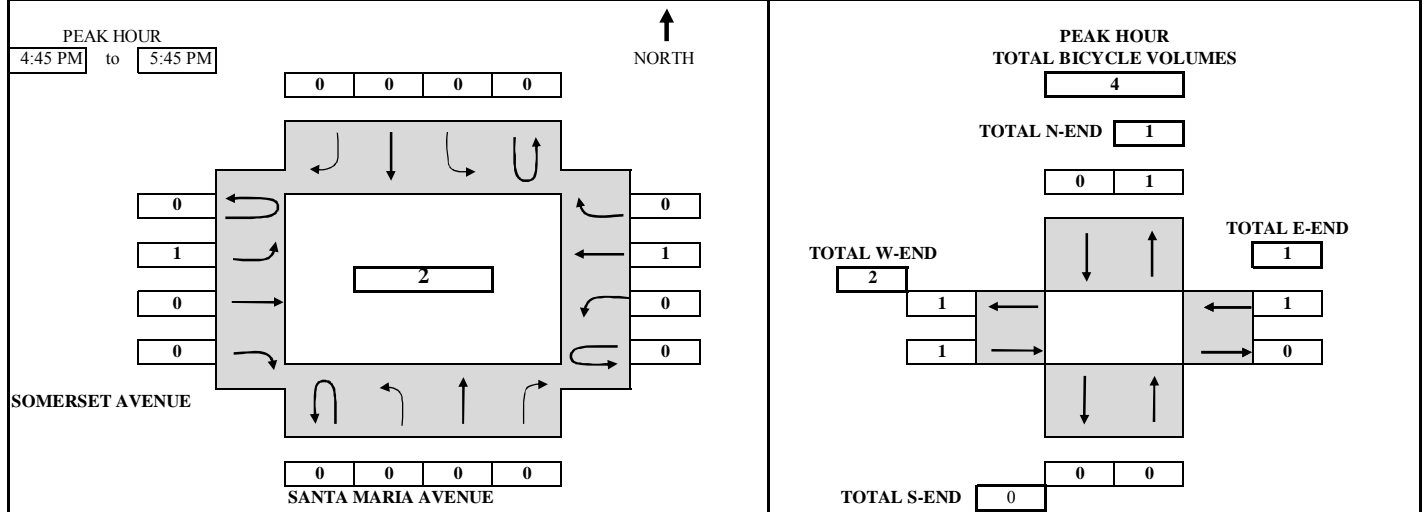 PEAK HOUR
4:45 PM to 5:45 PM
NORTH
0 0 0 0
0 0
1 1
2
0 0
0 0
SOMERSET AVENUE
0 0 0 0
SANTA MARIA AVENUE
PEAK HOUR
TOTAL BICYCLE VOLUMES
4
TOTAL N-END 1
0 1
TOTAL E-END
1
TOTAL W-END
2
1 1
1 0
0 0
TOTAL S-END 0